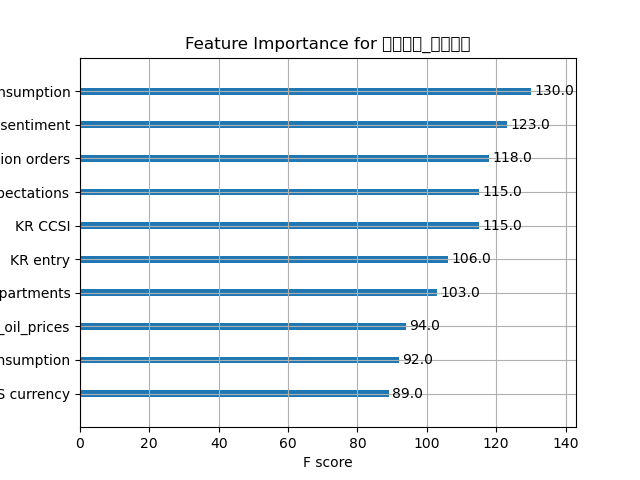 Feature Importance for _
nsumption 130.0
sentiment 123.0
ion orders 118.0
pectations 115.0
KR CCSI 115.0
KR entry 106.0
partments 103.0
_oil_prices 94.0
nsumption 92.0
S currency 89.0
0 20 40 60 80 100 120 140
F score